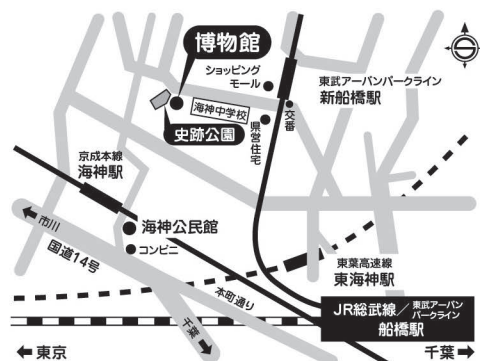 博物館
ショッピング
モール
東武アーバンパークライン
新船橋駅
海神中学校
交番
県営住宅
史跡公園
京成本線
海神駅
市川
海神公民館
コンビニ
国道14号
本町通り
千葉
東葉高速線
東海神駅
JR総武線/東武アーバン
パークライン
船橋駅
東京
千葉